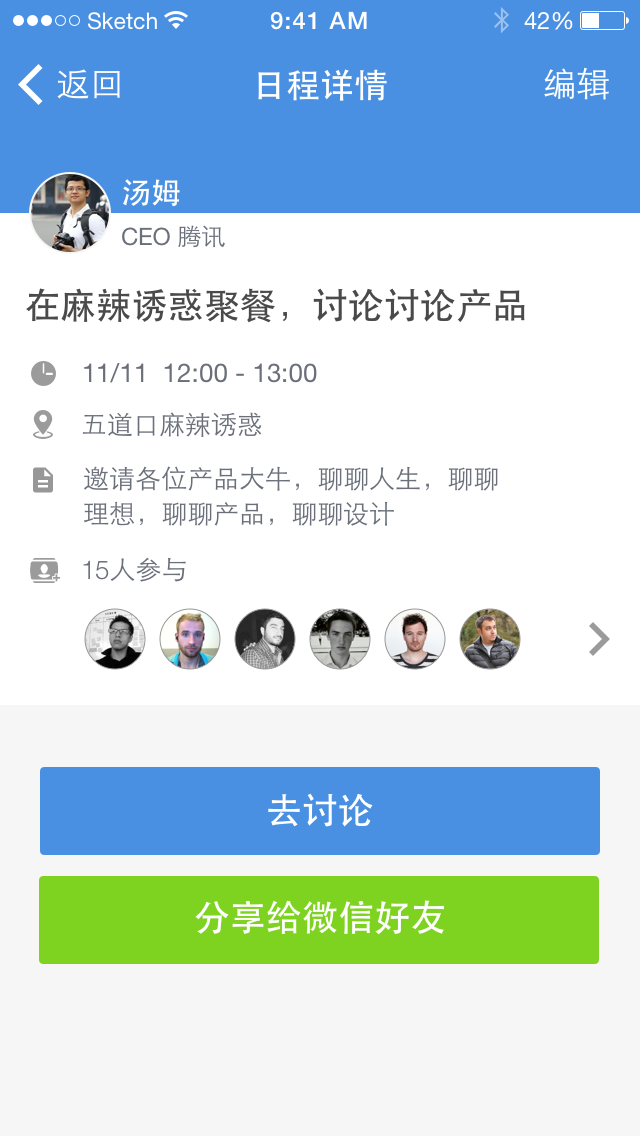 Sketch 9:41 AM 42%
返回 日程详情 编辑
汤姆
CEO 腾讯
在麻辣诱惑聚餐，讨论讨论产品
11/11 12:00 - 13:00
五道口麻辣诱惑
邀请各位产品大牛，聊聊人生，聊聊
理想，聊聊产品，聊聊设计
15人参与
去讨论
分享给微信好友